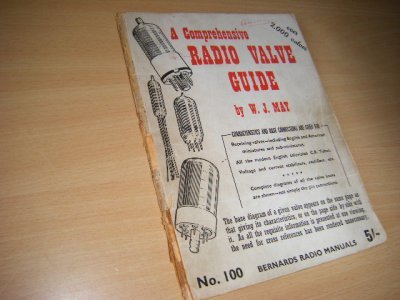 over
2,000 valves
A Comprehensive
RADIO VALVE
GUIDE
by W. J. MAY
CHARACTERISTICS AND BASE CONNECTIONS ARE GIVEN FOR
Receiving valves—including English and American
miniatures and sub-miniatures.
All the modern English television C.R. Tubes.
Voltage and current stabilisers, rectifiers, etc.
Complete diagrams of all the valve bases
are shown—not simply the pin connections
The base diagram of a given valve appears on the same page as
that giving its characteristics, or on the page side by side with
it. As all the requisite information is presented at one viewing,
the need for cross references has been rendered unnecessary.
No. 100
BERNARDS RADIO MANUALS
5/-